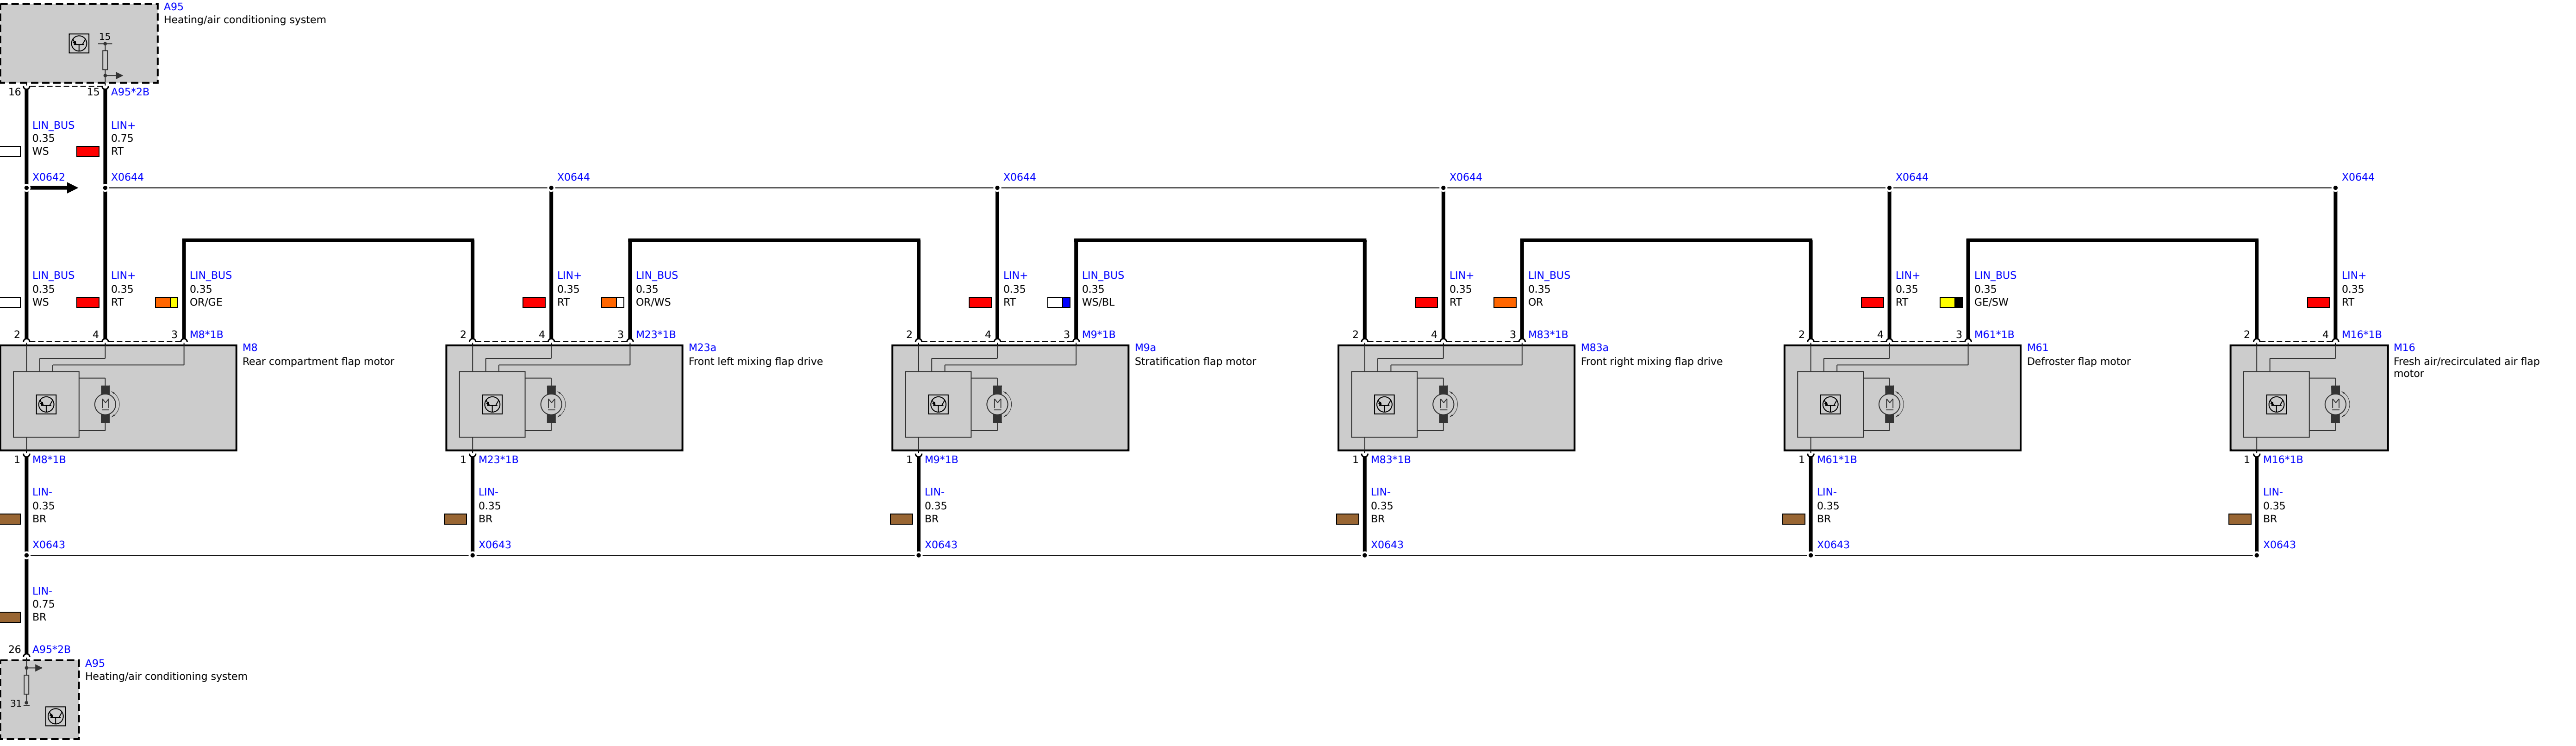 A95
Heating/air conditioning system
15
16
15
A95*2B
LIN_BUS
0.35
WS
LIN+
0.75
RT
X0642
X0644
X0644
X0644
X0644
X0644
X0644
LIN_BUS
0.35
WS
LIN+
0.35
RT
LIN_BUS
0.35
OR/GE
LIN+
0.35
RT
LIN_BUS
0.35
OR/WS
LIN+
0.35
RT
LIN_BUS
0.35
WS/BL
LIN+
0.35
RT
LIN_BUS
0.35
OR
LIN+
0.35
RT
LIN_BUS
0.35
GE/SW
LIN+
0.35
RT
2
4
3
M8*1B
2
4
3
M23*1B
2
4
3
M9*1B
2
4
3
M83*1B
2
4
3
M61*1B
2
4
M16*1B
M8
Rear compartment flap motor
M
M23a
Front left mixing flap drive
M
M9a
Stratification flap motor
M
M83a
Front right mixing flap drive
M
M61
Defroster flap motor
M
M16
Fresh air/recirculated air flap
motor
M
1
M8*1B
1
M23*1B
1
M9*1B
1
M83*1B
1
M61*1B
1
M16*1B
LIN-
0.35
BR
LIN-
0.35
BR
LIN-
0.35
BR
LIN-
0.35
BR
LIN-
0.35
BR
LIN-
0.35
BR
X0643
X0643
X0643
X0643
X0643
X0643
LIN-
0.75
BR
26
A95*2B
A95
Heating/air conditioning system
31